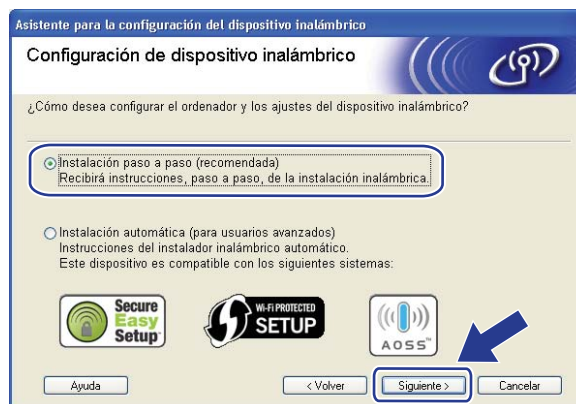 Asistente para la configuración del dispositivo inalámbrico
Configuración de dispositivo inalámbrico
¿Cómo desea configurar el ordenador y los ajustes del dispositivo inalámbrico?
Instalación paso a paso (recomendada)
Recibirá instrucciones, paso a paso, de la instalación inalámbrica.
Instalación automática (para usuarios avanzados)
Instrucciones del instalador inalámbrico automático.
Este dispositivo es compatible con los siguientes sistemas:
Secure
Easy
Setup
WI-FI PROTECTED
SETUP
AOSS™
Ayuda
< Volver
Siguiente >
Cancelar